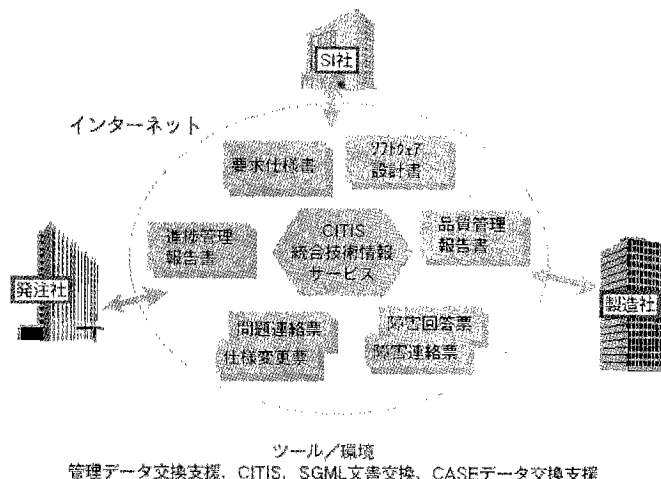 SI社
インターネット
要求仕様書
ソフトウェア
設計書
進捗管理
報告書
CITIS
統合技術情報
サービス
品質管理
報告書
発注社
製造社
問題連絡票
仕様変更票
障害回答票
障害連絡票
ツール/環境
管理データ交換支援，CITIS，SGML文書交換，CASEデータ交換支援